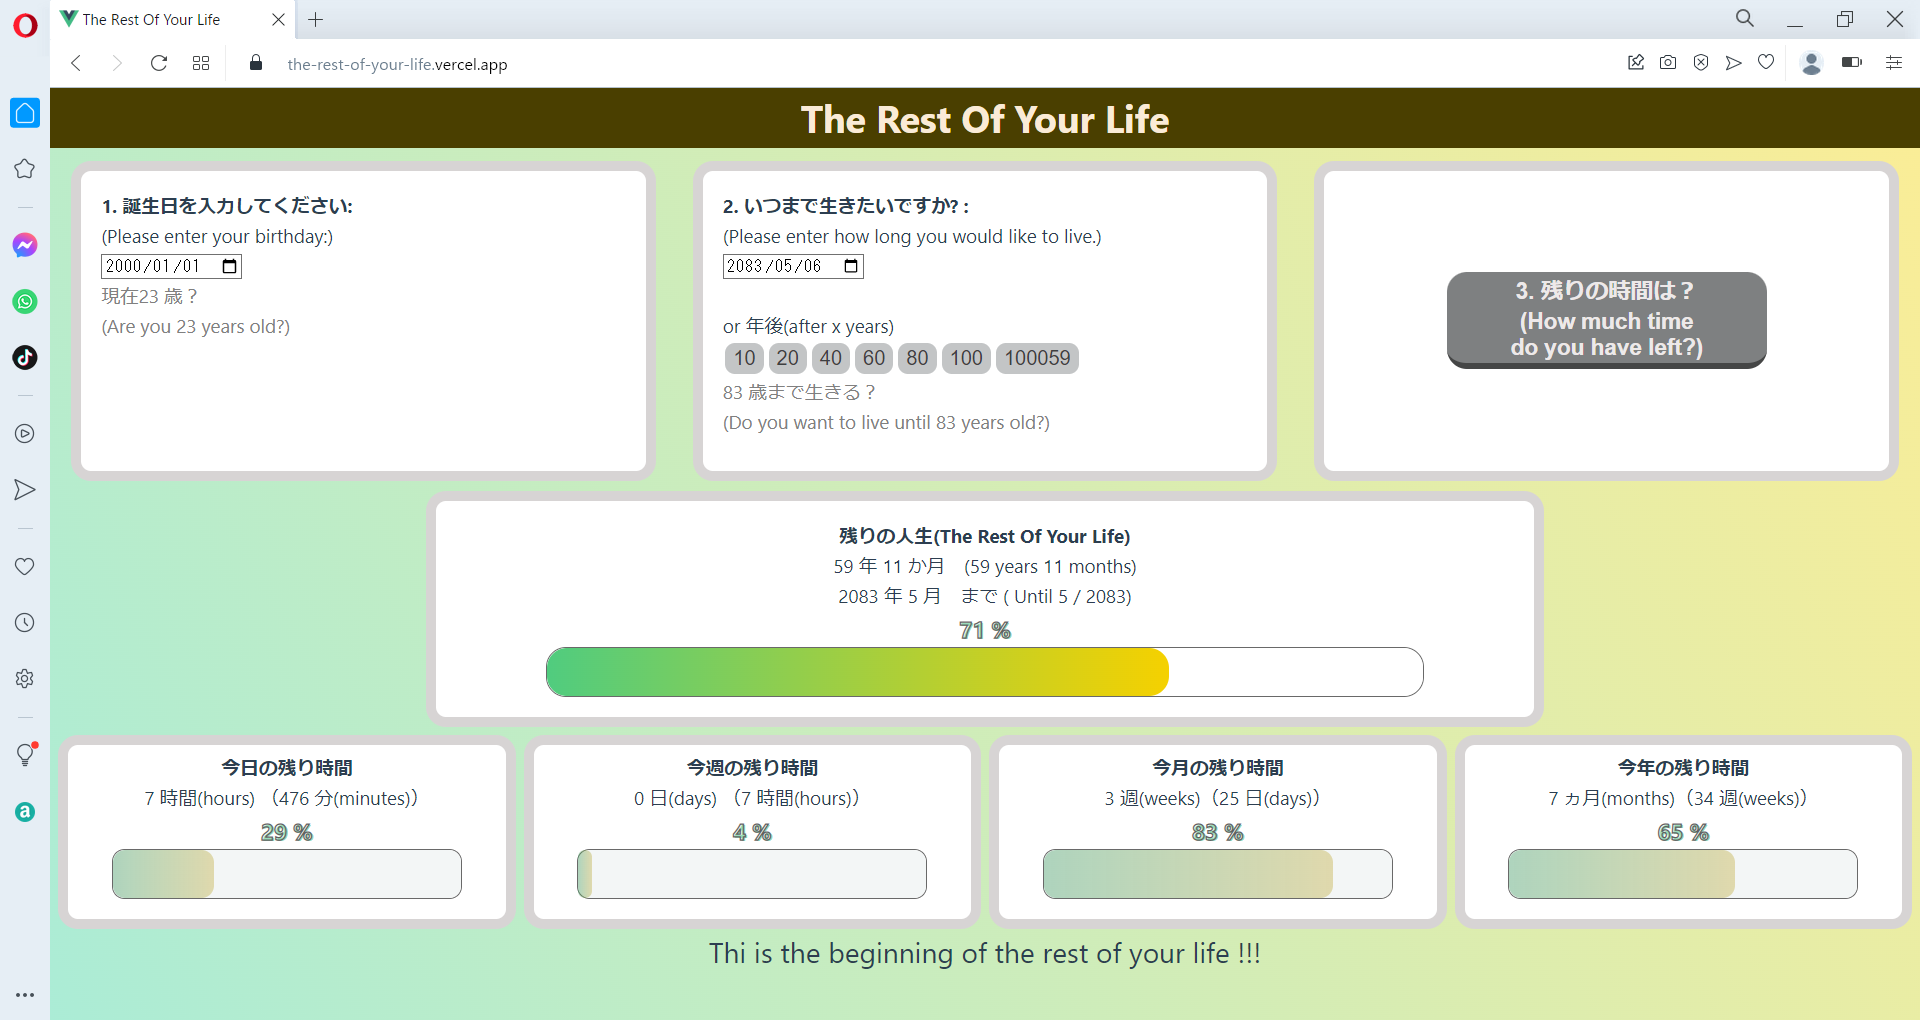 The Rest Of Your Life
the-rest-of-your-life.vercel.app
The Rest Of Your Life
1. 誕生日を入力してください:
(Please enter your birthday:)
2000/01/01
現在23 歳？
(Are you 23 years old?)
2. いつまで生きたいですか? :
(Please enter how long you would like to live.)
2083/05/06
or 年後(after x years)
10 20 40 60 80 100 100059
83 歳まで生きる？
(Do you want to live until 83 years old?)
3. 残りの時間は？
(How much time
do you have left?)
残りの人生(The Rest Of Your Life)
59 年 11 か月　(59 years 11 months)
2083 年 5 月　まで ( Until 5 / 2083)
71 %
今日の残り時間
7 時間(hours) （476 分(minutes)）
29 %
今週の残り時間
0 日(days) （7 時間(hours)）
4 %
今月の残り時間
3 週(weeks)（25 日(days)）
83 %
今年の残り時間
7 ヵ月(months)（34 週(weeks)）
65 %
Thi is the beginning of the rest of your life !!!